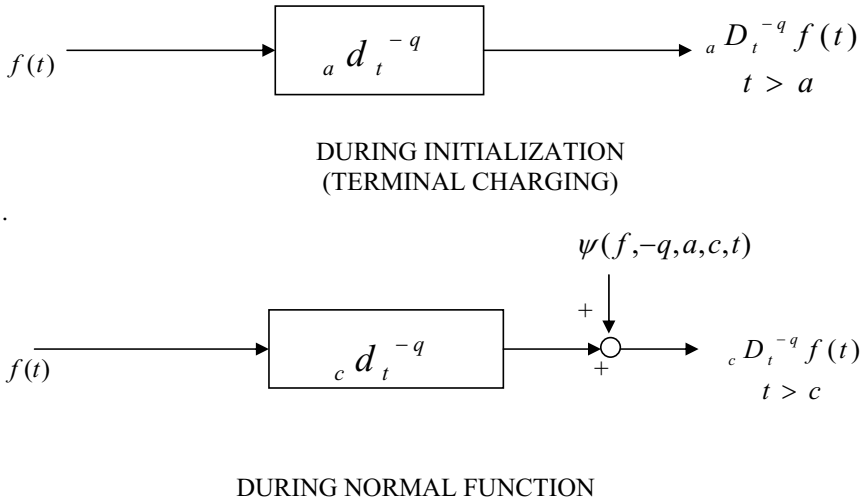 f(t)
ₐ d ₜ⁻q
ₐ D ₜ⁻q f(t)
t > a
DURING INITIALIZATION
(TERMINAL CHARGING)
.
ψ(f,−q,a,c,t)
+
f(t)
c d ₜ⁻q
+
c D ₜ⁻q f(t)
t > c
DURING NORMAL FUNCTION